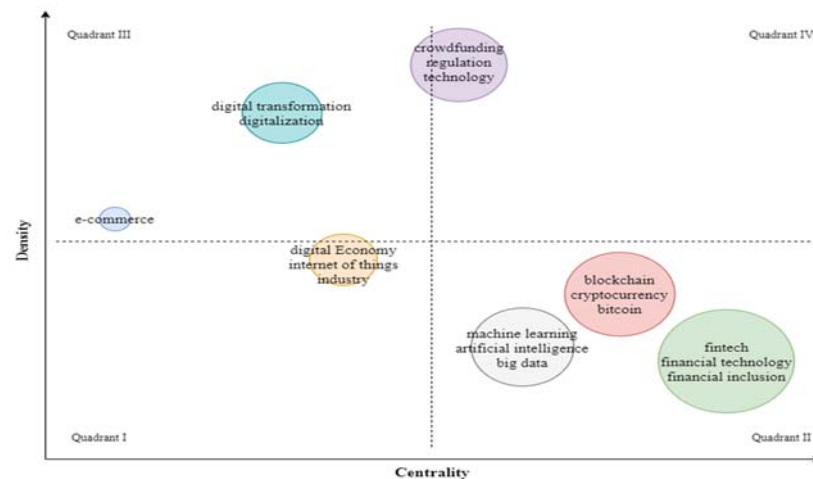 Quadrant III
Quadrant IV
crowdfunding
regulation
technology
digital transformation
digitalization
e-commerce
digital Economy
internet of things
industry
blockchain
cryptocurrency
bitcoin
machine learning
artificial intelligence
big data
fintech
financial technology
financial inclusion
Quadrant I
Quadrant II
Density
Centrality